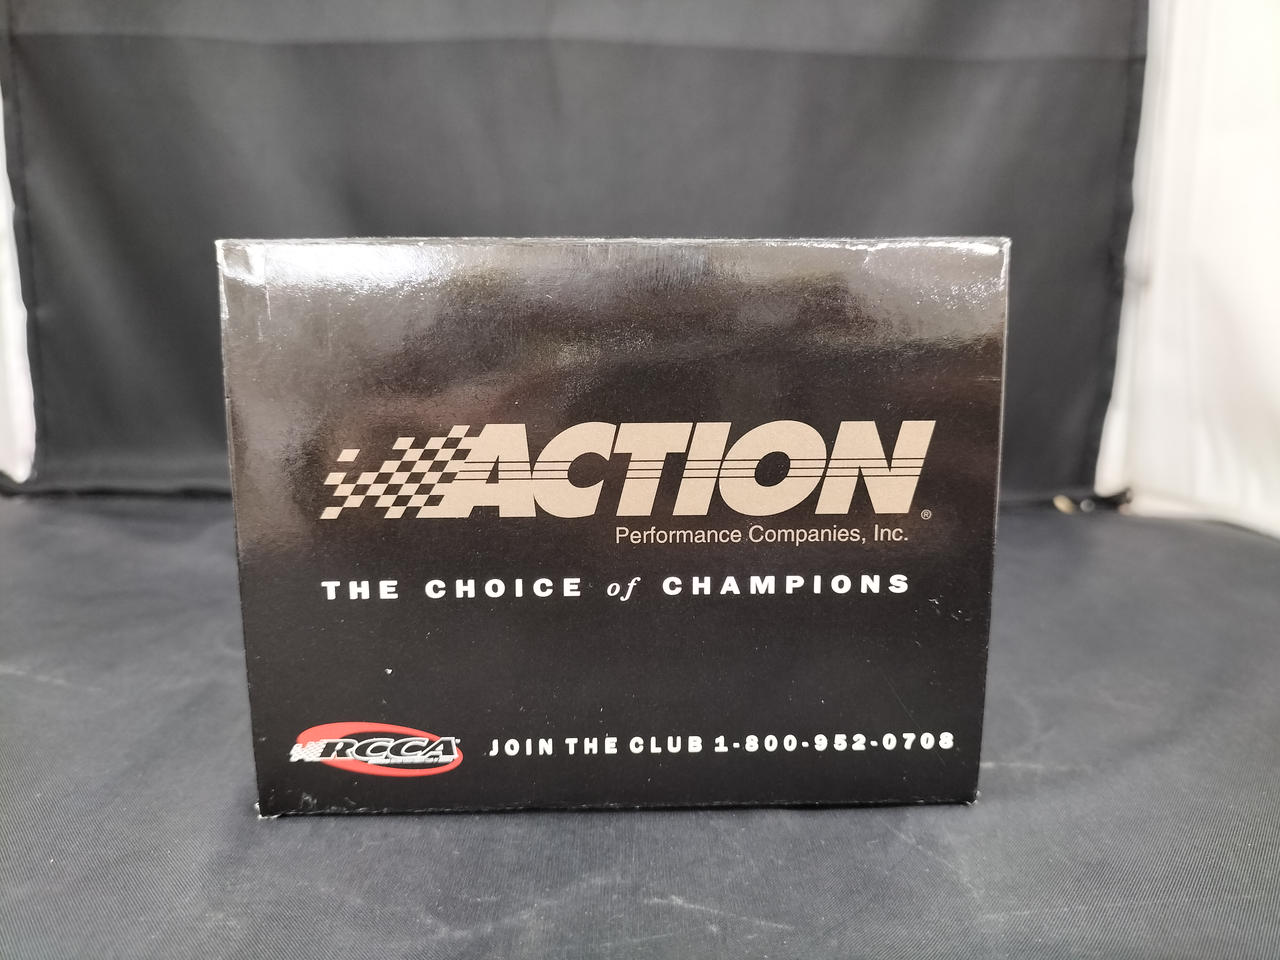 ACTION®
Performance Companies, Inc.
THE CHOICE of CHAMPIONS
RCCA
JOIN THE CLUB 1-800-952-0708